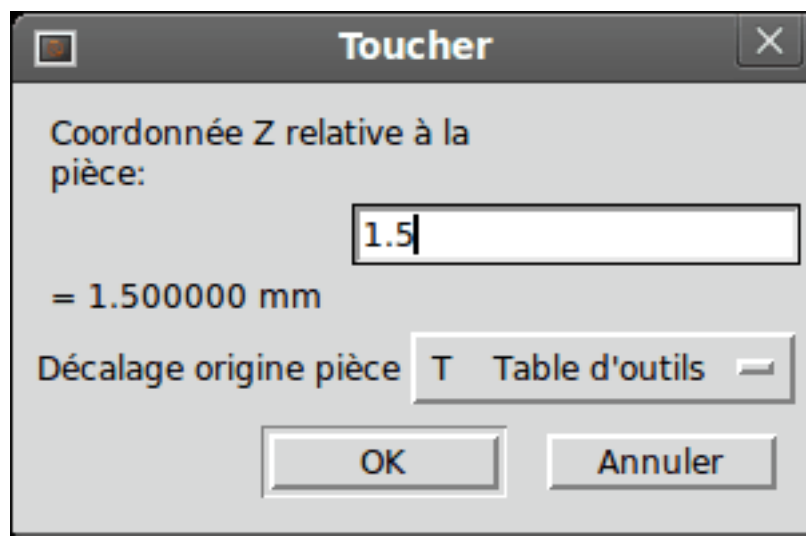 Toucher
Coordonnée Z relative à la
pièce:
1.5
= 1.500000 mm
Décalage origine pièce T Table d'outils
OK Annuler